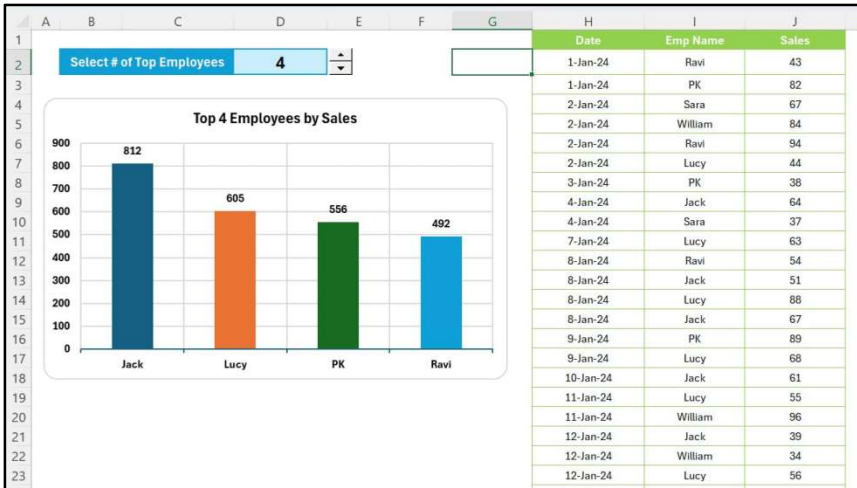 A B C D E F G H I J
1 Date Emp Name Sales
2 Select # of Top Employees 4 1-Jan-24 Ravi 43
3 1-Jan-24 PK 82
4 2-Jan-24 Sara 67
Top 4 Employees by Sales
5 2-Jan-24 William 84
6 2-Jan-24 Ravi 94
900
7 2-Jan-24 Lucy 44
812
800
8 3-Jan-24 PK 38
700
9 4-Jan-24 Jack 64
605
600
556
10 4-Jan-24 Sara 37
492
500
11 7-Jan-24 Lucy 63
400
12 8-Jan-24 Ravi 54
13 8-Jan-24 Jack 51
300
14 8-Jan-24 Lucy 88
200
15 8-Jan-24 Jack 67
100
16 9-Jan-24 PK 89
0
17 9-Jan-24 Lucy 68
Jack Lucy PK Ravi
18 10-Jan-24 Jack 61
19 11-Jan-24 Lucy 55
20 11-Jan-24 William 96
21 12-Jan-24 Jack 39
22 12-Jan-24 William 34
23 12-Jan-24 Lucy 56